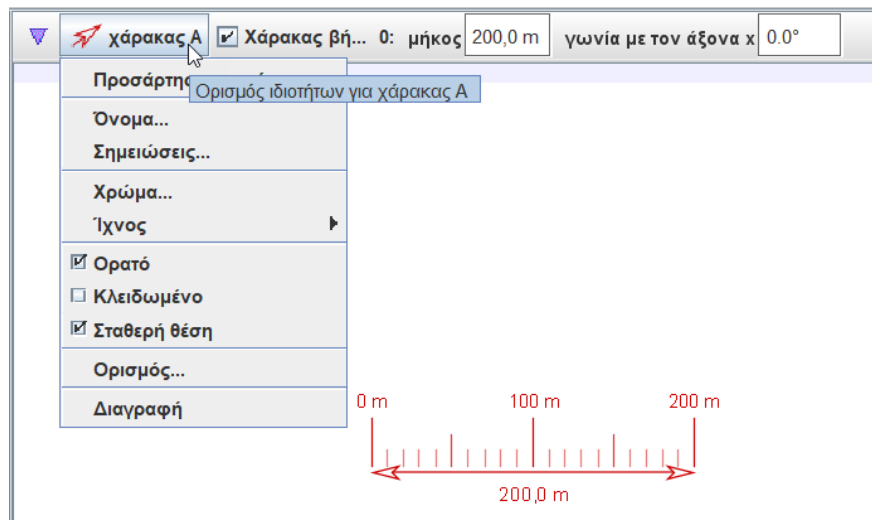 χάρακας A Χάρακας βή... 0: μήκος 200,0 m γωνία με τον άξονα x 0.0°
Προσάρτησ
Ορισμός ιδιοτήτων για χάρακας A
Όνομα...
Σημειώσεις...
Χρώμα...
Ίχνος
Ορατό
Κλειδωμένο
Σταθερή θέση
Ορισμός...
Διαγραφή
0 m 100 m 200 m
200,0 m